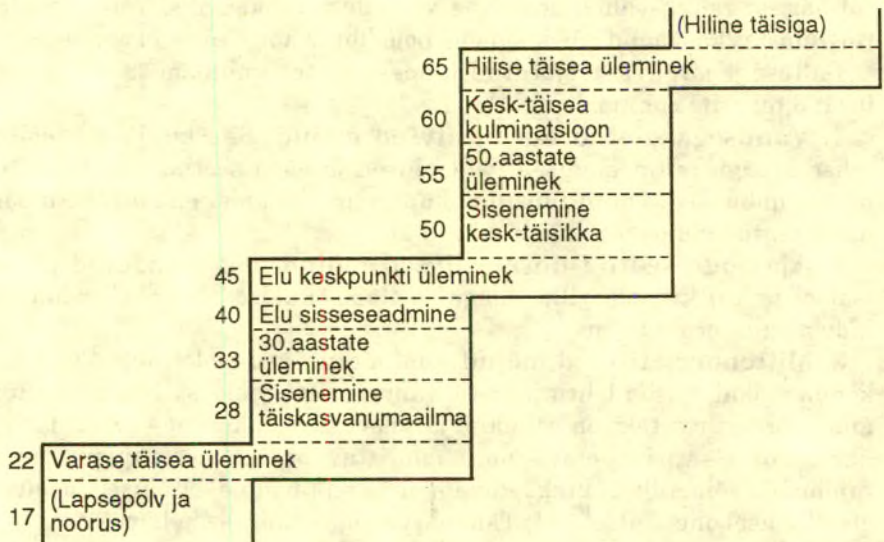 (Hiline täisiga)
65 Hilise täisea üleminek
60 Kesk-täisea
kulminatsioon
55 50.aastate
üleminek
50 Sisenemine
kesk-täisikka
45 Elu keskpunkti üleminek
40 Elu sisseseadmine
33 30.aastate
üleminek
28 Sisenemine
täiskasvanumaailma
22 Varase täisea üleminek
17 (Lapsepõlv ja
noorus)